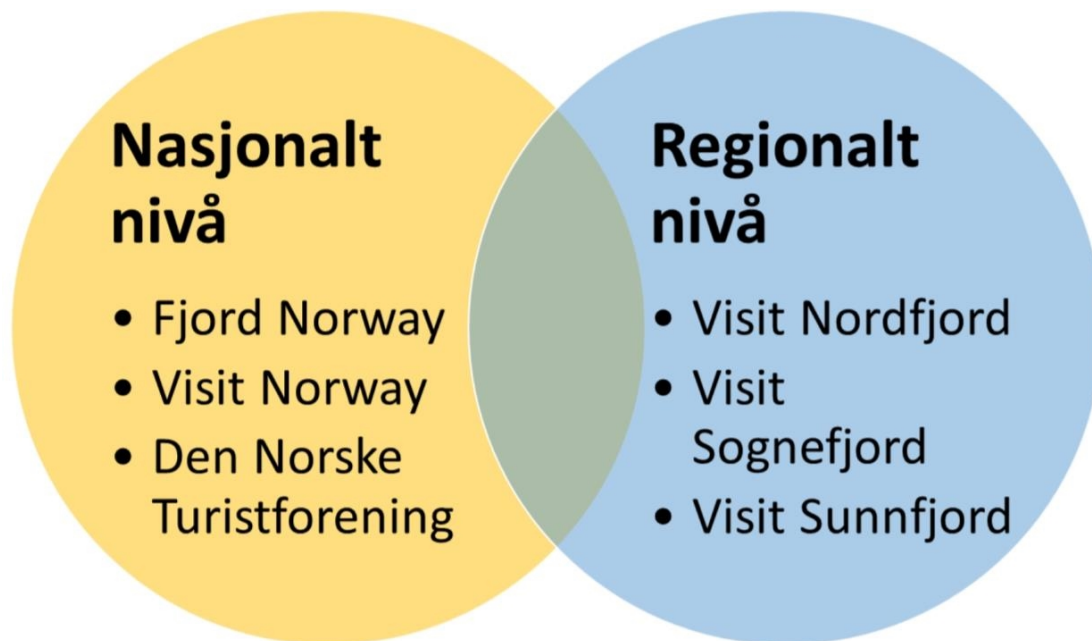 Nasjonalt
nivå
• Fjord Norway
• Visit Norway
• Den Norske
Turistforening
Regionalt
nivå
• Visit Nordfjord
• Visit
Sognefjord
• Visit Sunnfjord